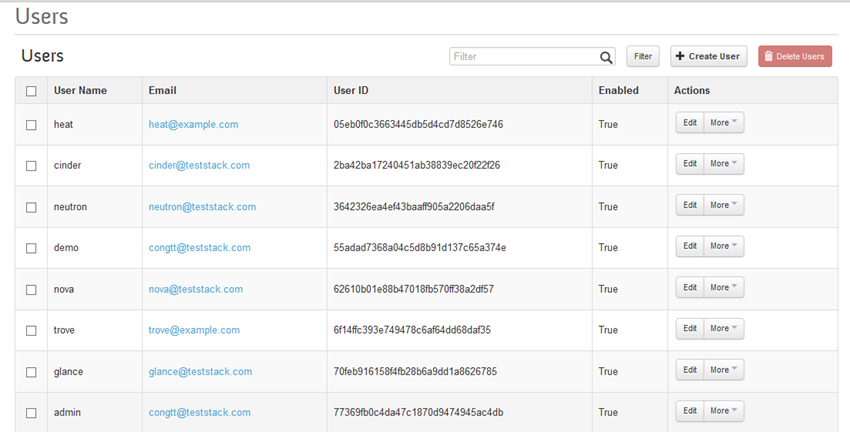 Users
Users Filter Filter Create User Delete Users
User Name Email User ID Enabled Actions
heat heat@example.com 05eb0f0c3663445db5d4cd7d8526e746 True Edit More
cinder cinder@teststack.com 2ba42ba17240451ab38839ec20f22f26 True Edit More
neutron neutron@teststack.com 3642326ea4ef43baaff905a2206daa5f True Edit More
demo congtt@teststack.com 55adad7368a04c5d8b91d137c65a374e True Edit More
nova nova@teststack.com 62610b01e88b47018fb570ff38a2df57 True Edit More
trove trove@example.com 6f14ffc393e749478c6af64dd68daf35 True Edit More
glance glance@teststack.com 70feb916158f4fb28b6a9dd1a8626785 True Edit More
admin congtt@teststack.com 77369fb0c4da47c1870d9474945ac4db True Edit More